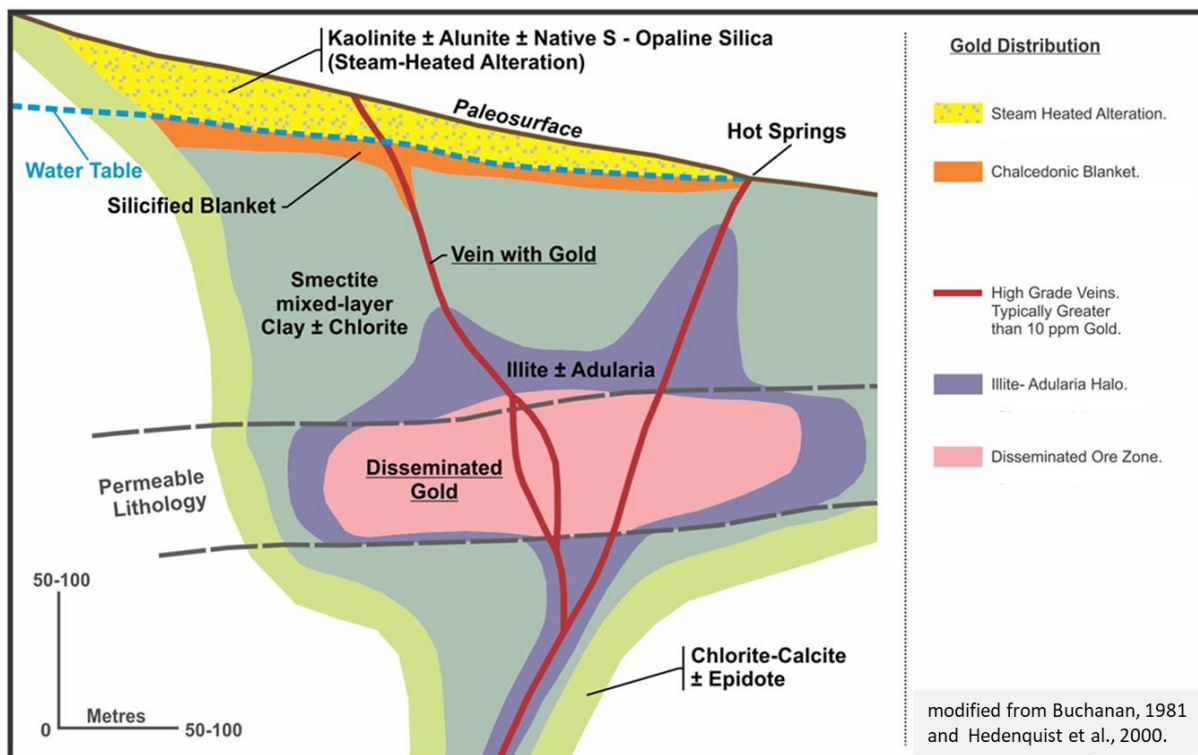 Kaolinite ± Alunite ± Native S - Opaline Silica
(Steam-Heated Alteration)
Paleosurface
Hot Springs
Water Table
Silicified Blanket
Vein with Gold
Smectite
mixed-layer
Clay ± Chlorite
Illite ± Adularia
Disseminated
Gold
Permeable
Lithology
50-100
0
Metres
50-100
Chlorite-Calcite
± Epidote
Gold Distribution
Steam Heated Alteration.
Chalcedonic Blanket.
High Grade Veins.
Typically Greater
than 10 ppm Gold.
Illite- Adularia Halo.
Disseminated Ore Zone.
modified from Buchanan, 1981
and Hedenquist et al., 2000.